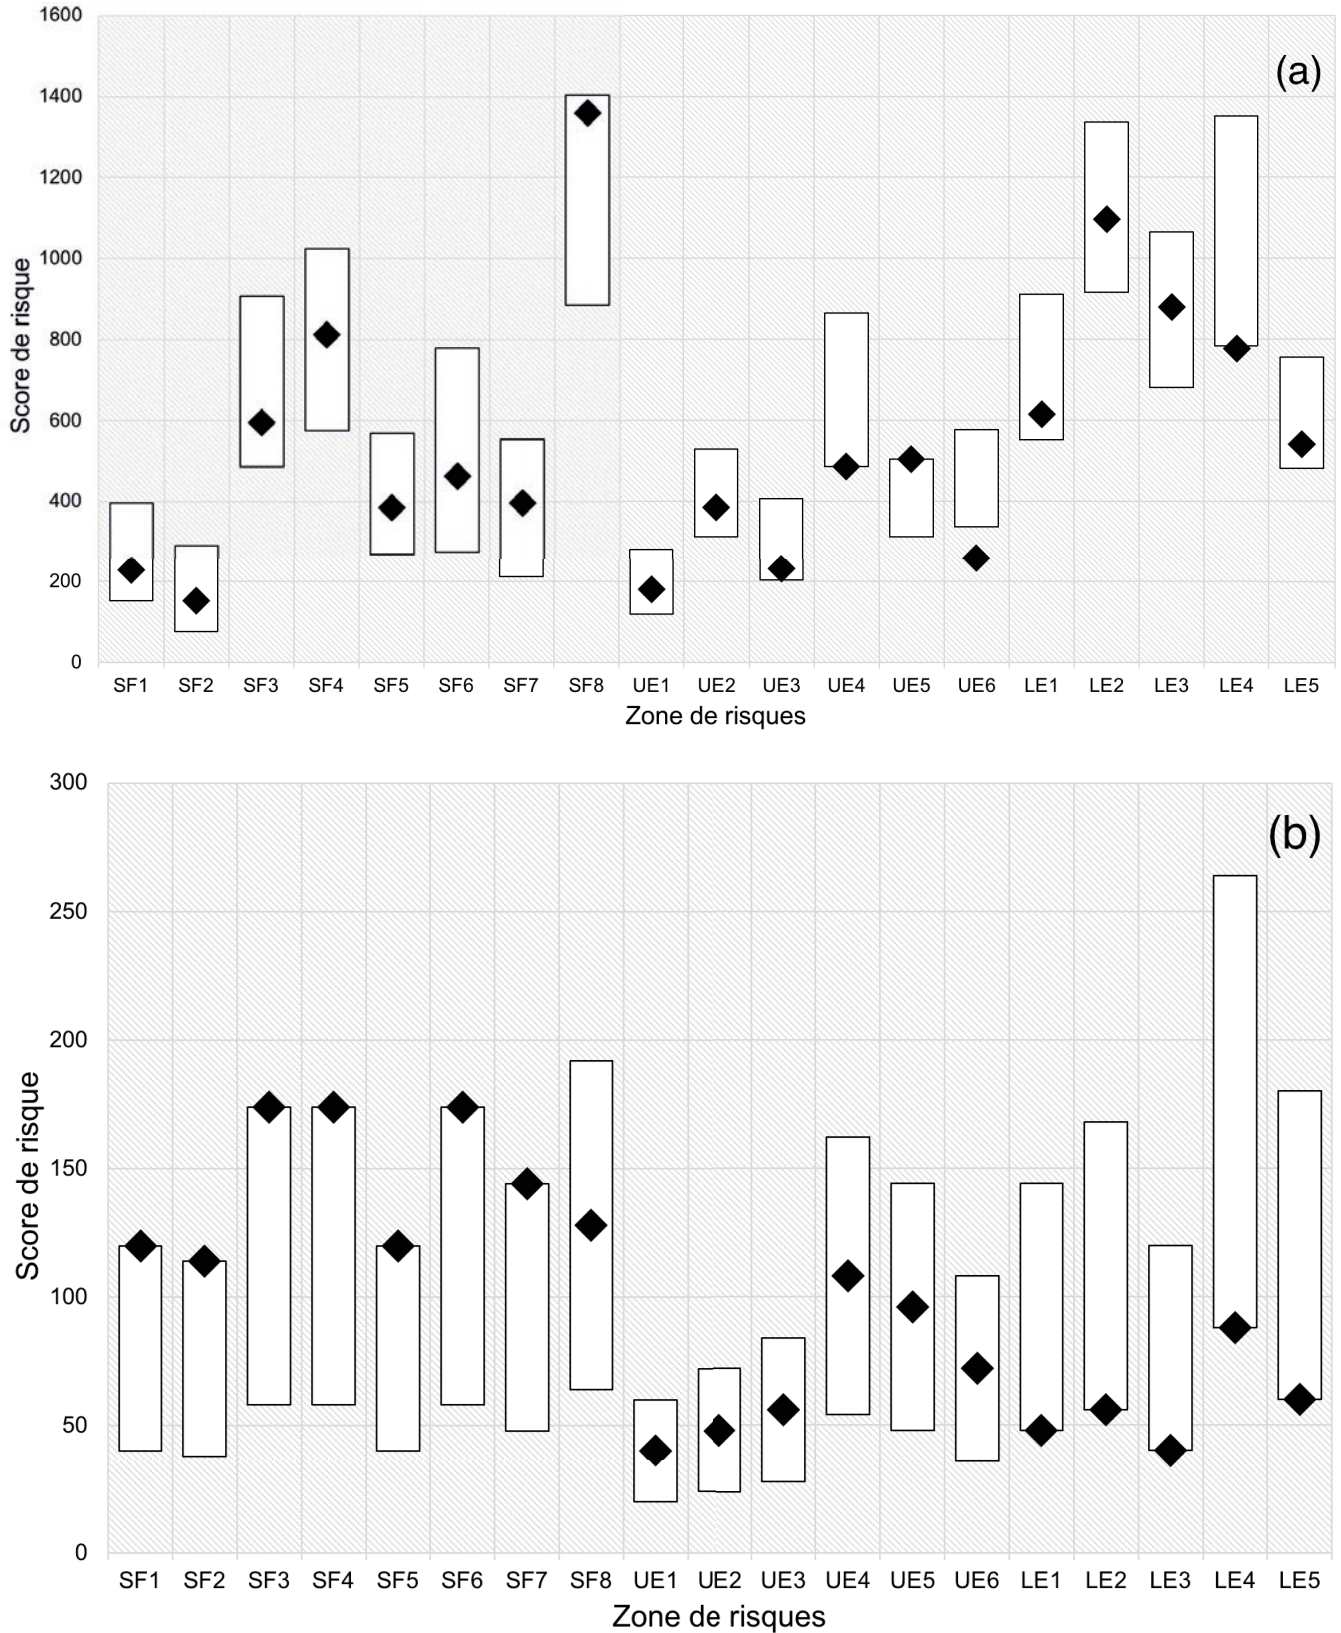 1600
(a)
1400
1200
1000
800
600
400
200
0
Score de risque
SF1 SF2 SF3 SF4 SF5 SF6 SF7 SF8 UE1 UE2 UE3 UE4 UE5 UE6 LE1 LE2 LE3 LE4 LE5
Zone de risques
300
(b)
250
200
150
100
50
0
Score de risque
SF1 SF2 SF3 SF4 SF5 SF6 SF7 SF8 UE1 UE2 UE3 UE4 UE5 UE6 LE1 LE2 LE3 LE4 LE5
Zone de risques